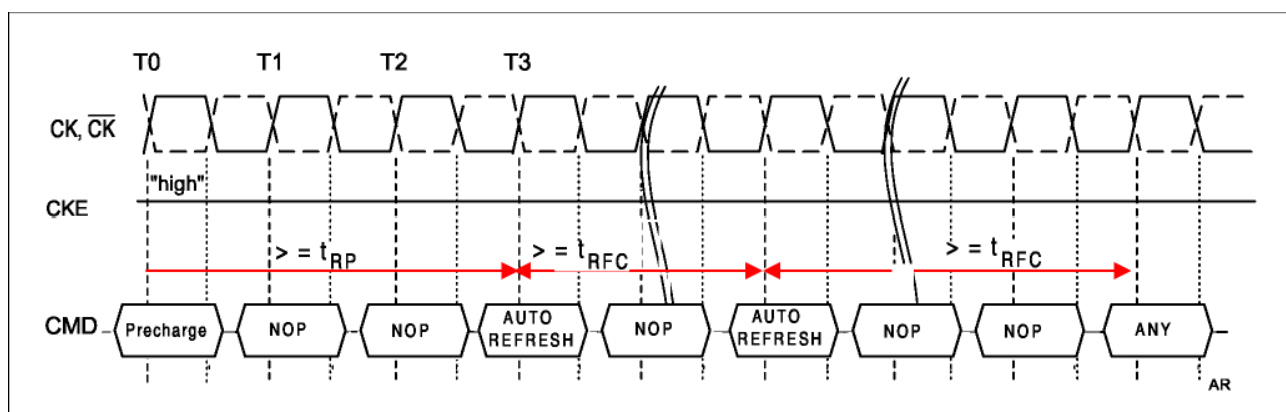 T0 T1 T2 T3
CK, C̅K̅
"high"
CKE
> = tRP > = tRFC > = tRFC
CMD Precharge NOP NOP AUTO REFRESH NOP AUTO REFRESH NOP NOP ANY
AR